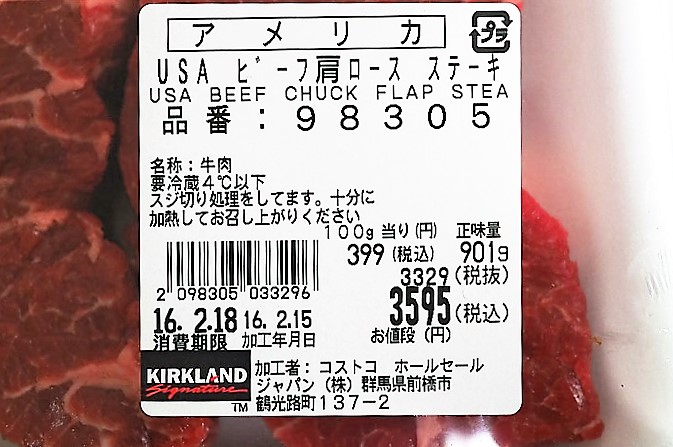 アメリカ
プラ
USA ビーフ肩ロース ステーキ
USA BEEF CHUCK FLAP STEA
品番：98305
名称：牛肉
要冷蔵4℃以下
スジ切り処理をしてます。十分に
加熱してお召し上がりください
100g当り(円) 正味量
399(税込) 901g
3329(税抜)
3595(税込)
2 098305 033296
16. 2.18 16. 2.15 お値段(円)
消費期限 加工年月日
KIRKLAND
Signature
TM
加工者：コストコ ホールセール
ジャパン（株）群馬県前橋市
鶴光路町137-2